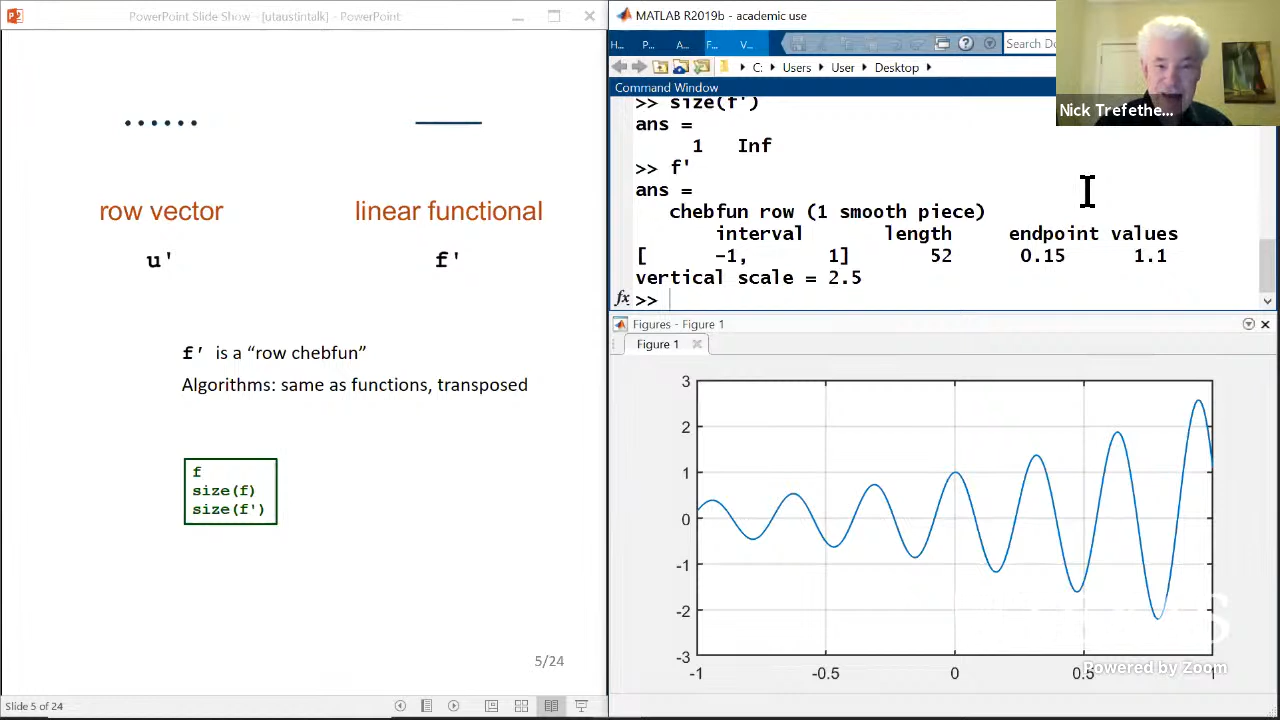 PowerPoint Slide Show - [utaustintalk] - PowerPoint
row vector
linear functional
u'
f'
f' is a “row chebfun”
Algorithms: same as functions, transposed
f
size(f)
size(f')
5/24
Slide 5 of 24
MATLAB R2019b - academic use
H... P... A... F... V...
Search Do
C: Users User Desktop
Command Window
>> size(f')
ans =
1 Inf
>> f'
ans =
chebfun row (1 smooth piece)
interval length endpoint values
[ -1, 1] 52 0.15 1.1
vertical scale = 2.5
fx >>
Nick Trefethe...
Figures - Figure 1
Figure 1
3
2
1
0
-1
-2
-3
-1 -0.5 0 0.5 1
Powered by Zoom